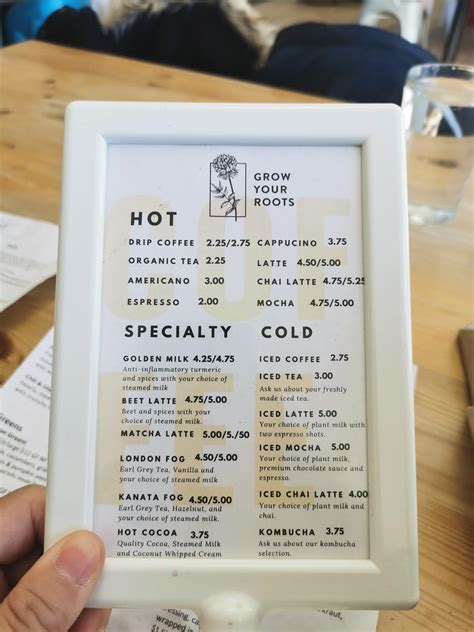 GROW
YOUR
ROOTS
COFFEE
HOT
DRIP COFFEE 2.25/2.75
ORGANIC TEA 2.25
AMERICANO 3.00
ESPRESSO 2.00
CAPPUCINO 3.75
LATTE 4.50/5.00
CHAI LATTE 4.75/5.25
MOCHA 4.75/5.00
SPECIALTY
GOLDEN MILK 4.25/4.75
Anti-inflammatory turmeric
and spices with your choice of
steamed milk
BEET LATTE 4.75/5.00
Beet and spices with your
choice of steamed milk.
MATCHA LATTE 5.00/5./50
LONDON FOG 4.50/5.00
Earl Grey Tea, Vanilla and
your choice of steamed milk
KANATA FOG 4.50/5.00
Earl Grey Tea, Hazelnut, and
your choice of steamed milk.
HOT COCOA 3.75
Quality Cocoa, Steamed Milk
and Coconut Whipped Cream
COLD
ICED COFFEE 2.75
ICED TEA 3.00
Ask us about your freshly
made iced tea.
ICED LATTE 5.00
Your choice of plant milk with
two espresso shots.
ICED MOCHA 5.00
Your choice of plant milk,
premium chocolate sauce and
espresso.
ICED CHAI LATTE 4.00
Your choice of plant milk and
chai.
KOMBUCHA 3.75
Ask us about our kombucha
selection.
Greens